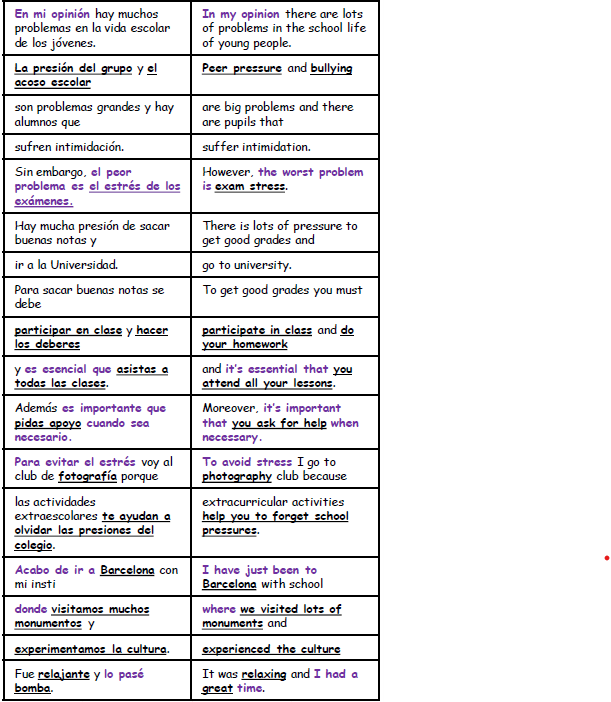 En mi opinión hay muchos
problemas en la vida escolar
de los jóvenes.
In my opinion there are lots
of problems in the school life
of young people.
La presión del grupo y el
acoso escolar
Peer pressure and bullying
son problemas grandes y hay
alumnos que
are big problems and there
are pupils that
sufren intimidación.
suffer intimidation.
Sin embargo, el peor
problema es el estrés de los
exámenes.
However, the worst problem
is exam stress.
Hay mucha presión de sacar
buenas notas y
There is lots of pressure to
get good grades and
ir a la Universidad.
go to university.
Para sacar buenas notas se
debe
To get good grades you must
participar en clase y hacer
los deberes
participate in class and do
your homework
y es esencial que asistas a
todas las clases.
and it's essential that you
attend all your lessons.
Además es importante que
pidas apoyo cuando sea
necesario.
Moreover, it's important
that you ask for help when
necessary.
Para evitar el estrés voy al
club de fotografía porque
To avoid stress I go to
photography club because
las actividades
extraescolares te ayudan a
olvidar las presiones del
colegio.
extracurricular activities
help you to forget school
pressures.
Acabo de ir a Barcelona con
mi insti
I have just been to
Barcelona with school
donde visitamos muchos
monumentos y
where we visited lots of
monuments and
experimentamos la cultura.
experienced the culture
Fue relajante y lo pasé
bomba.
It was relaxing and I had a
great time.